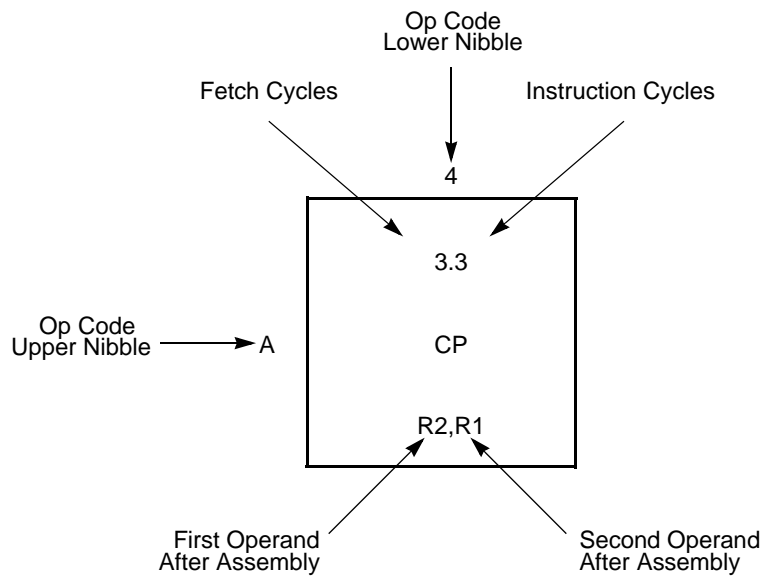 Op Code
Lower Nibble
Fetch Cycles
Instruction Cycles
4
3.3
Op Code
Upper Nibble
A
CP
R2,R1
First Operand
After Assembly
Second Operand
After Assembly